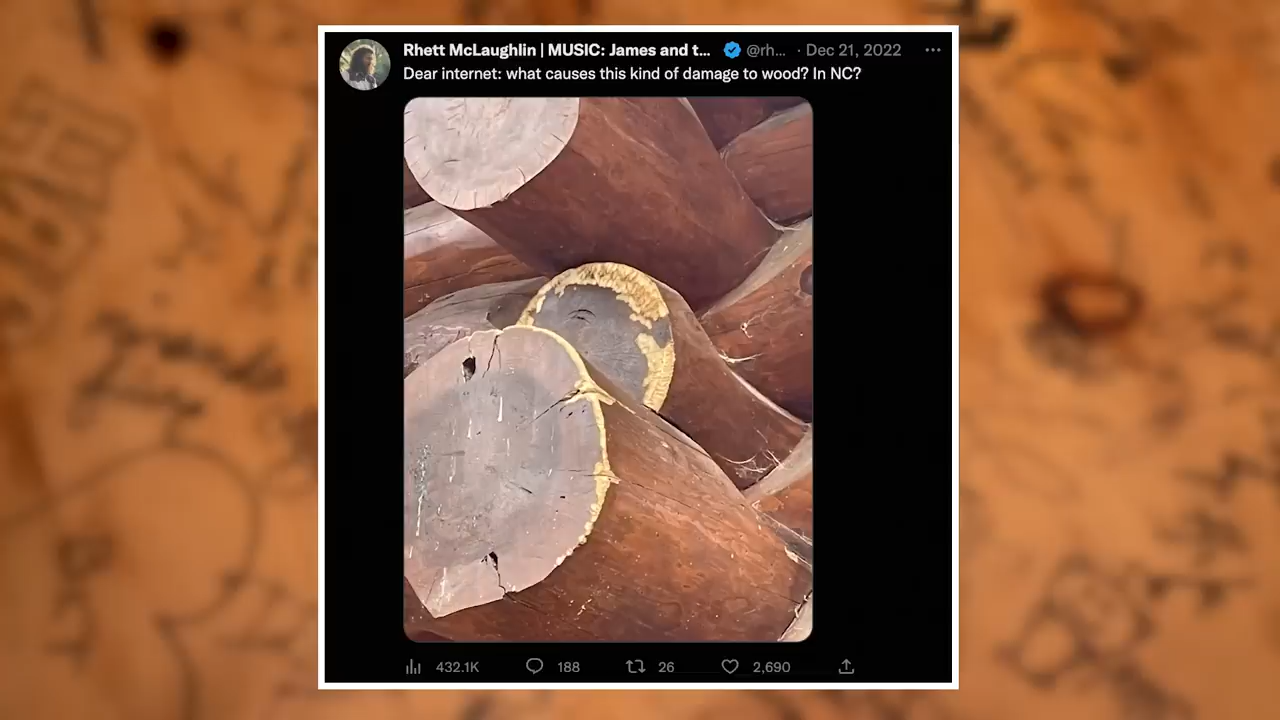 Rhett McLaughlin | MUSIC: James and t... @rh... · Dec 21, 2022 ...
Dear internet: what causes this kind of damage to wood? In NC?
432.1K 188 26 2,690